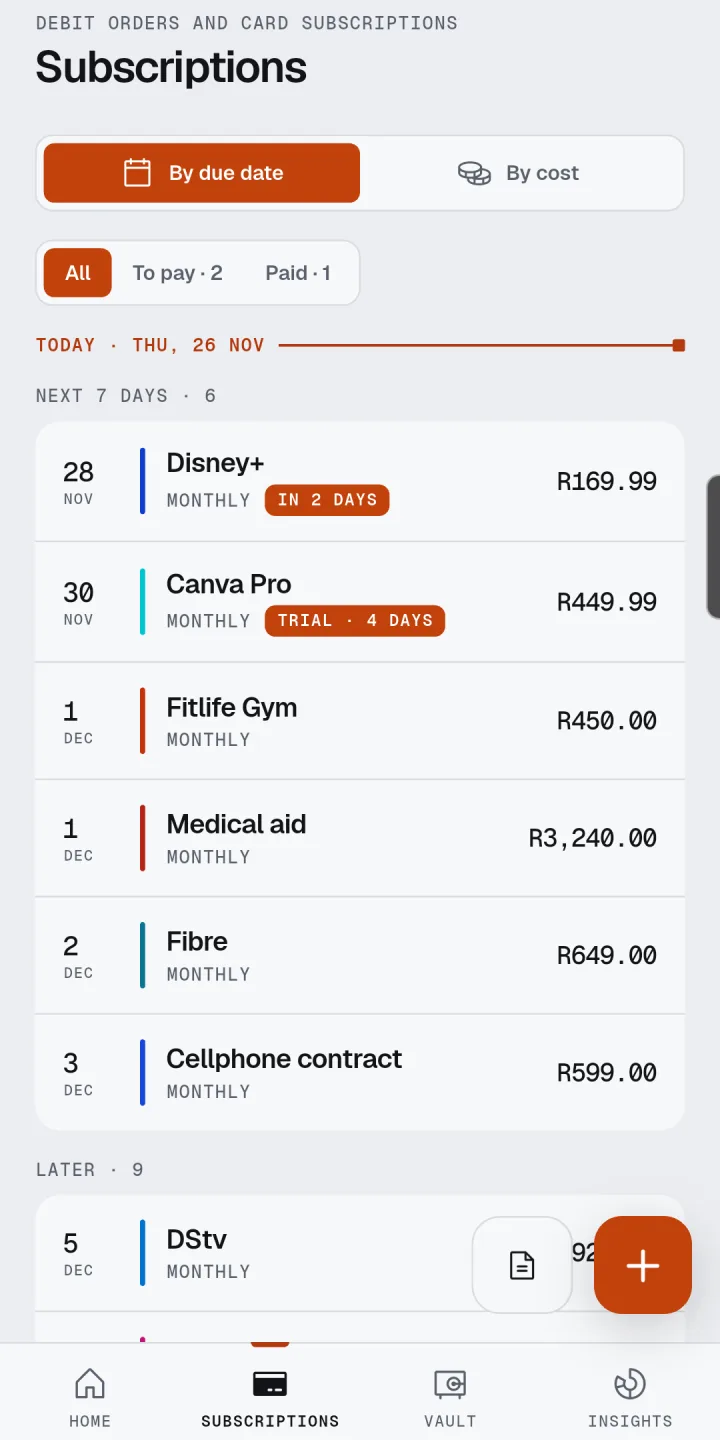 DEBIT ORDERS AND CARD SUBSCRIPTIONS
Subscriptions
By due date By cost
All To pay · 2 Paid · 1
TODAY · THU, 26 NOV
NEXT 7 DAYS · 6
28 NOV
Disney+
MONTHLY IN 2 DAYS
R169.99
30 NOV
Canva Pro
MONTHLY TRIAL · 4 DAYS
R449.99
1 DEC
Fitlife Gym
MONTHLY
R450.00
1 DEC
Medical aid
MONTHLY
R3,240.00
2 DEC
Fibre
MONTHLY
R649.00
3 DEC
Cellphone contract
MONTHLY
R599.00
LATER · 9
5 DEC
DStv
MONTHLY
HOME SUBSCRIPTIONS VAULT INSIGHTS